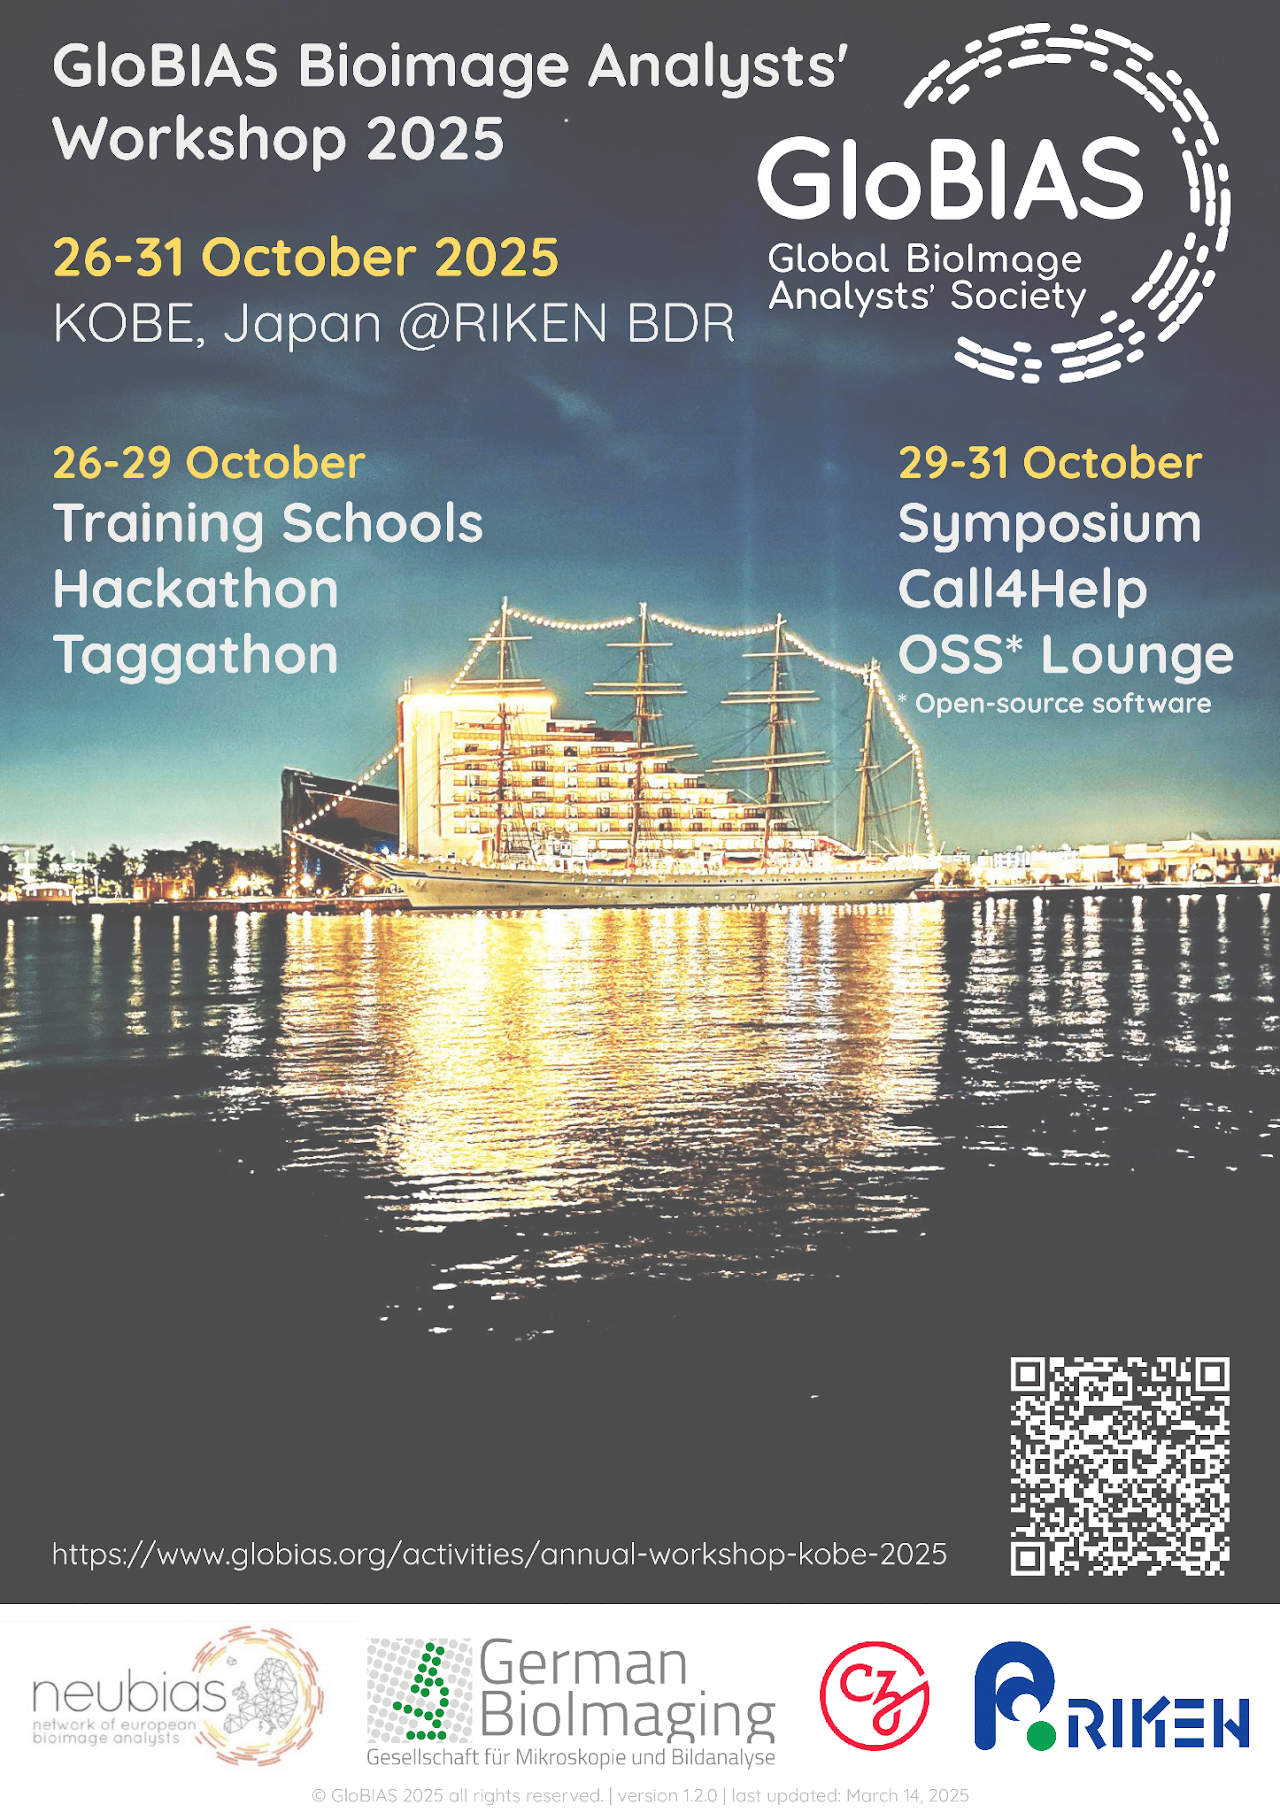 GloBIAS Bioimage Analysts'
Workshop 2025
26-31 October 2025
KOBE, Japan @RIKEN BDR
GloBIAS
Global BioImage
Analysts' Society
26-29 October
Training Schools
Hackathon
Taggathon
29-31 October
Symposium
Call4Help
OSS* Lounge
* Open-source software
https://www.globias.org/activities/annual-workshop-kobe-2025
neubias
network of european
bioimage analysts
German
BioImaging
Gesellschaft für Mikroskopie und Bildanalyse
CZ
RIKEN
© GloBIAS 2025 all rights reserved. | version 1.2.0 | last updated: March 14, 2025